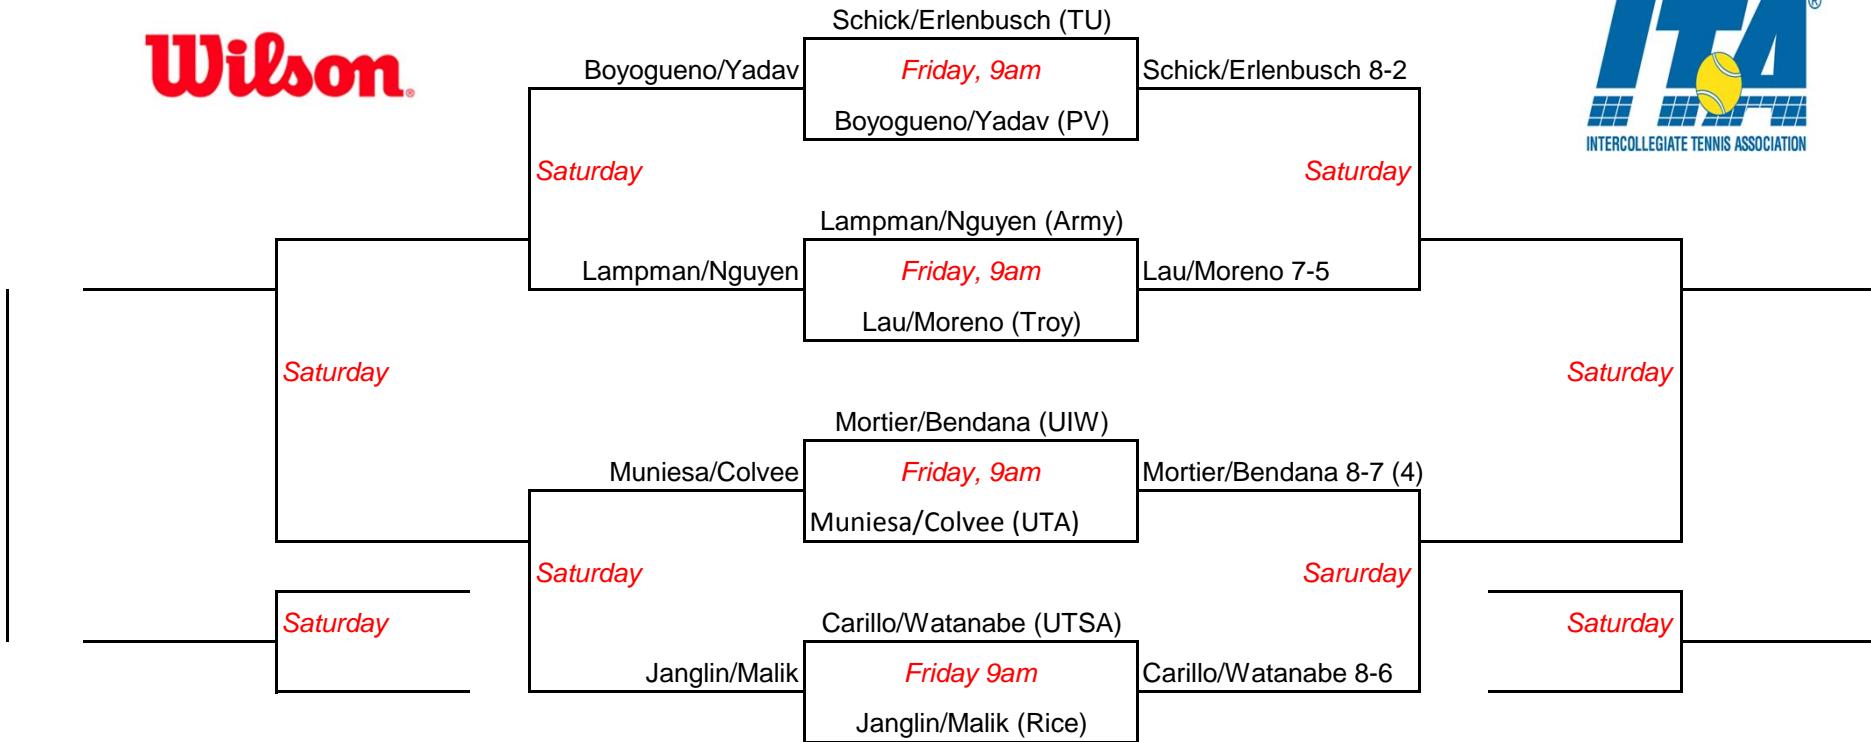 Schick/Erlenbusch (TU)
Wilson.
Boyogueno/Yadav
Friday, 9am
Schick/Erlenbusch 8-2
ITA®
Boyogueno/Yadav (PV)
INTERCOLLEGIATE TENNIS ASSOCIATION
Saturday
Saturday
Lampman/Nguyen (Army)
Lampman/Nguyen
Friday, 9am
Lau/Moreno 7-5
Lau/Moreno (Troy)
Saturday
Saturday
Mortier/Bendana (UIW)
Muniesa/Colvee
Friday, 9am
Mortier/Bendana 8-7 (4)
Muniesa/Colvee (UTA)
Saturday
Sarurday
Saturday
Carillo/Watanabe (UTSA)
Saturday
Janglin/Malik
Friday 9am
Carillo/Watanabe 8-6
Janglin/Malik (Rice)